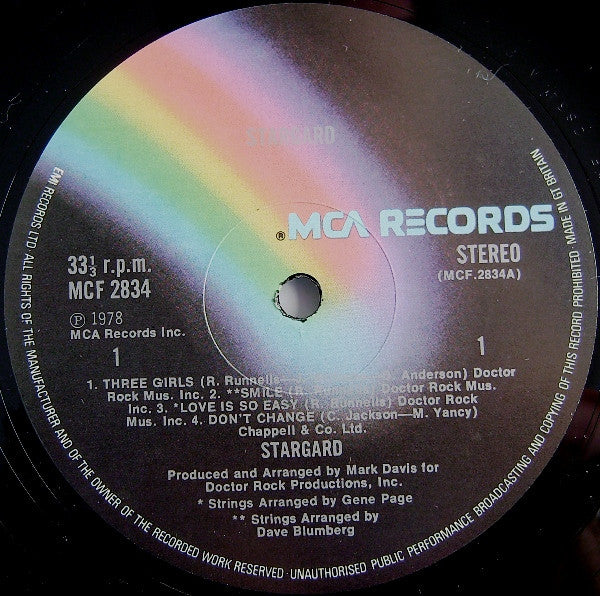 STARGARD
® MCA RECORDS
STEREO
(MCF.2834A)
33⅓ r.p.m.
MCF 2834
Ⓟ 1978
MCA Records Inc.
1
1
1. THREE GIRLS (R. Runnells Anderson) Doctor
Rock Mus. Inc. 2. **SMILE (R. Doctor Rock Mus.
Inc. 3. *LOVE IS SO EASY (R. Runnells) Doctor Rock
Mus. Inc. 4. DON'T CHANGE (C. Jackson—M. Yancy)
Chappell & Co. Ltd.
STARGARD
Produced and Arranged by Mark Davis for
Doctor Rock Productions, Inc.
* Strings Arranged by Gene Page
** Strings Arranged by
Dave Blumberg
EMI RECORDS LTD ALL RIGHTS OF THE MANUFACTURER AND OF THE OWNER OF THE RECORDED WORK RESERVED · UNAUTHORISED PUBLIC PERFORMANCE BROADCASTING AND COPYING OF THIS RECORD PROHIBITED · MADE IN GT BRITAIN